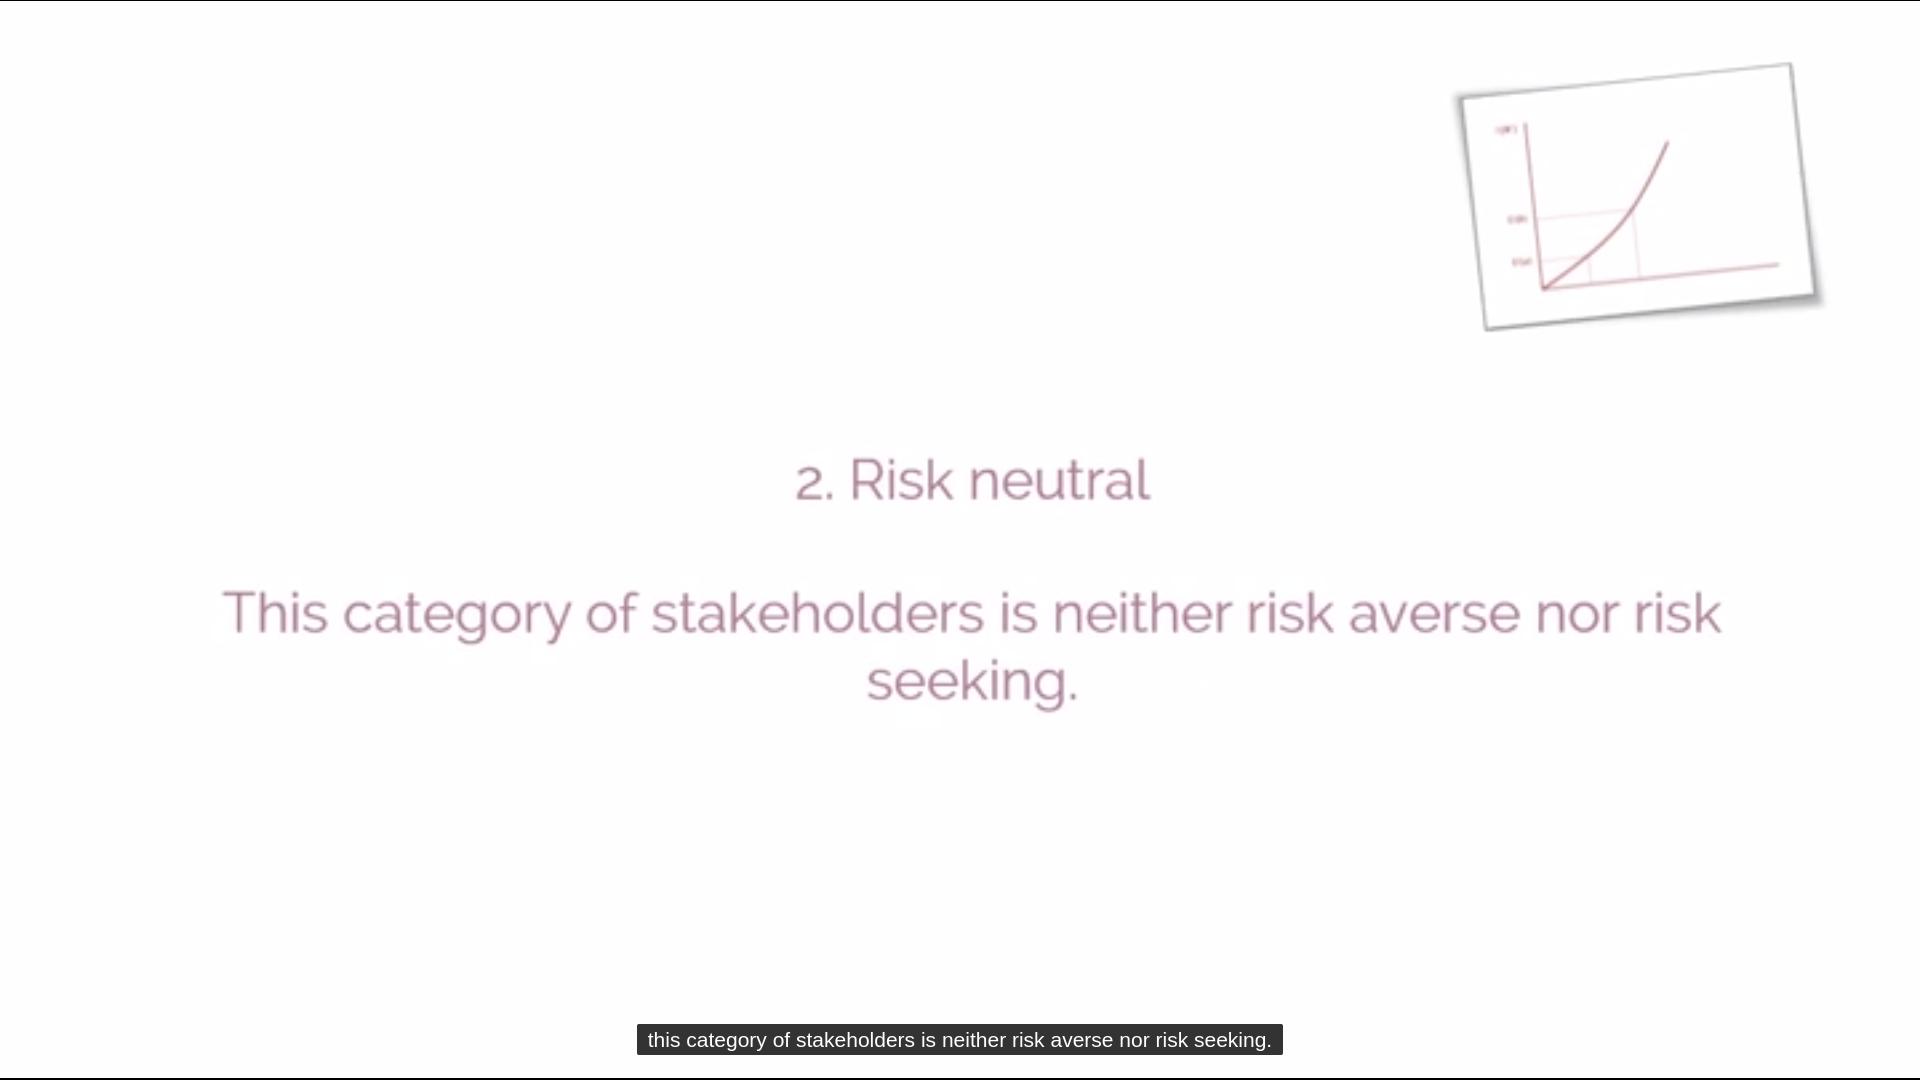 2. Risk neutral
This category of stakeholders is neither risk averse nor risk
seeking.
this category of stakeholders is neither risk averse nor risk seeking.